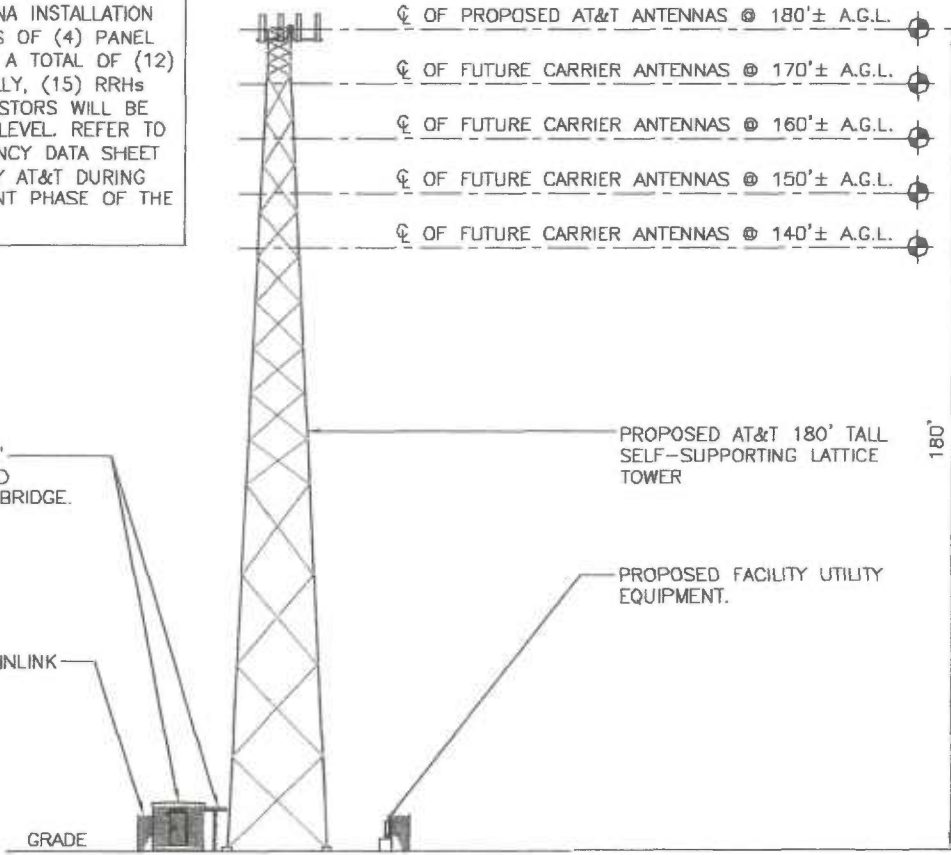 NA INSTALLATION
S OF (4) PANEL
A TOTAL OF (12)
LLY, (15) RRHs
STORS WILL BE
LEVEL. REFER TO
NCY DATA SHEET
Y AT&T DURING
NT PHASE OF THE
℄ OF PROPOSED AT&T ANTENNAS @ 180'± A.G.L.
℄ OF FUTURE CARRIER ANTENNAS @ 170'± A.G.L.
℄ OF FUTURE CARRIER ANTENNAS @ 160'± A.G.L.
℄ OF FUTURE CARRIER ANTENNAS @ 150'± A.G.L.
℄ OF FUTURE CARRIER ANTENNAS @ 140'± A.G.L.
PROPOSED AT&T 180' TALL
SELF-SUPPORTING LATTICE
TOWER
180'
BRIDGE.
PROPOSED FACILITY UTILITY
EQUIPMENT.
INLINK
GRADE